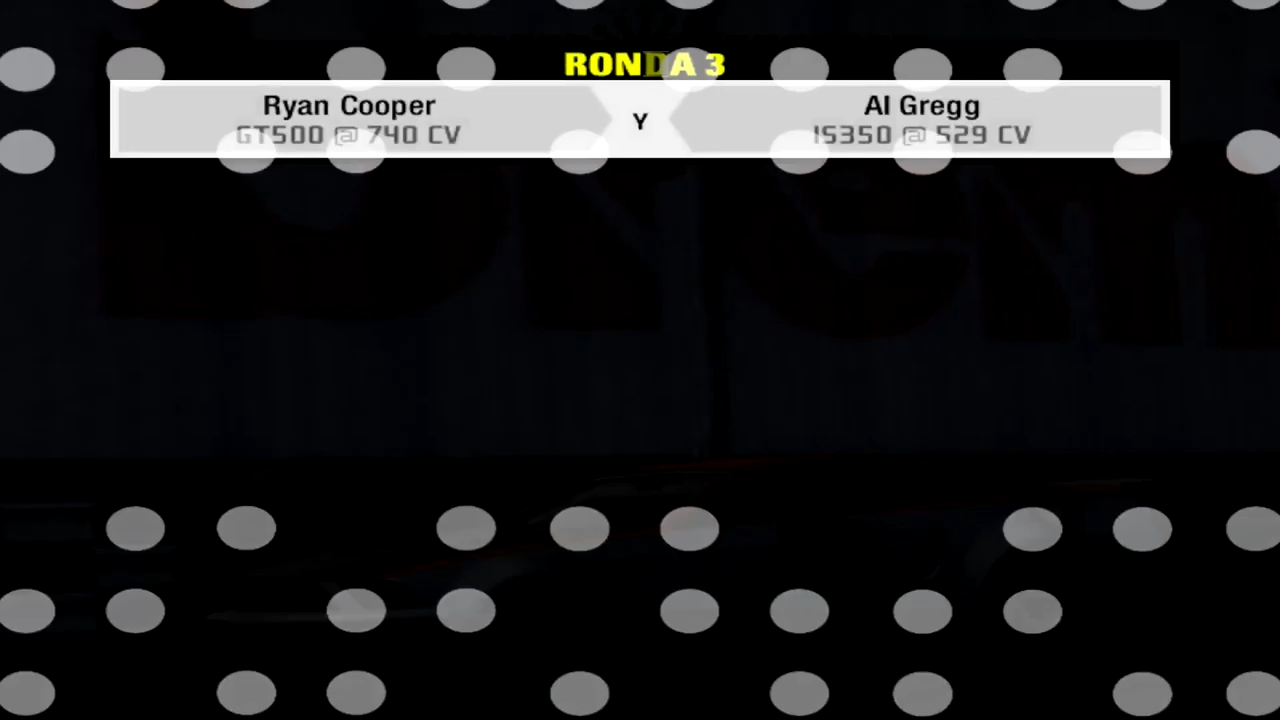 RONDA 3
Ryan Cooper
GT500 @ 740 CV
Y
Al Gregg
IS350 @ 529 CV